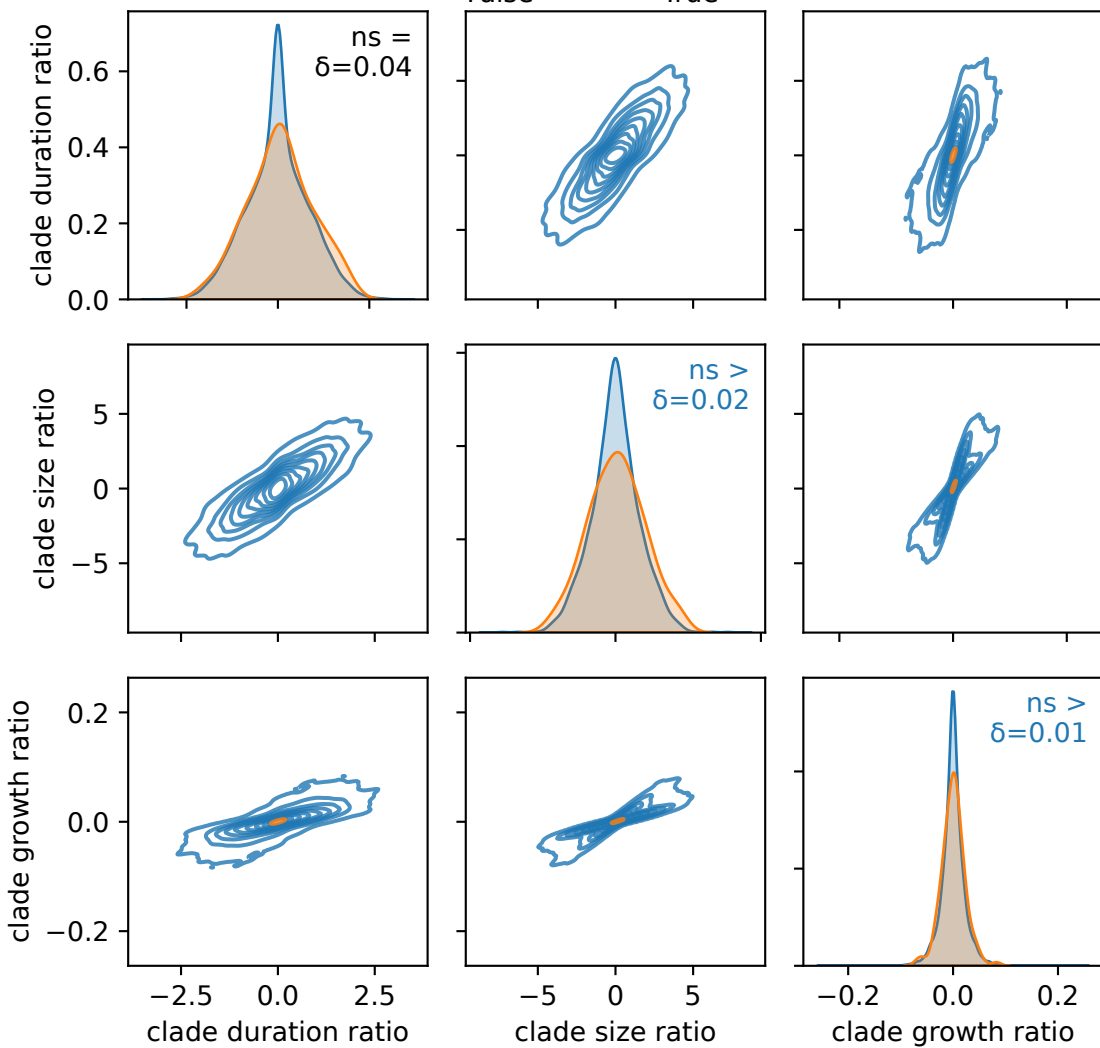 clade duration ratio
0.6
0.4
0.2
0.0
ns =
δ=0.04
clade size ratio
5
0
−5
ns >
δ=0.02
clade growth ratio
0.2
0.0
−0.2
ns >
δ=0.01
−2.5 0.0 2.5
−5 0 5
−0.2 0.0 0.2
clade duration ratio
clade size ratio
clade growth ratio